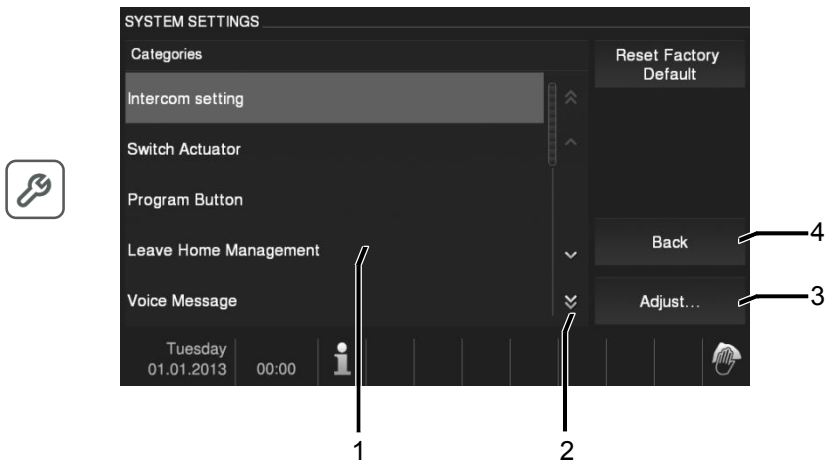 SYSTEM SETTINGS
Categories
Reset Factory
Default
Intercom setting
Switch Actuator
Program Button
Leave Home Management
Voice Message
Back
4
Adjust...
3
Tuesday
01.01.2013
00:00
1
2